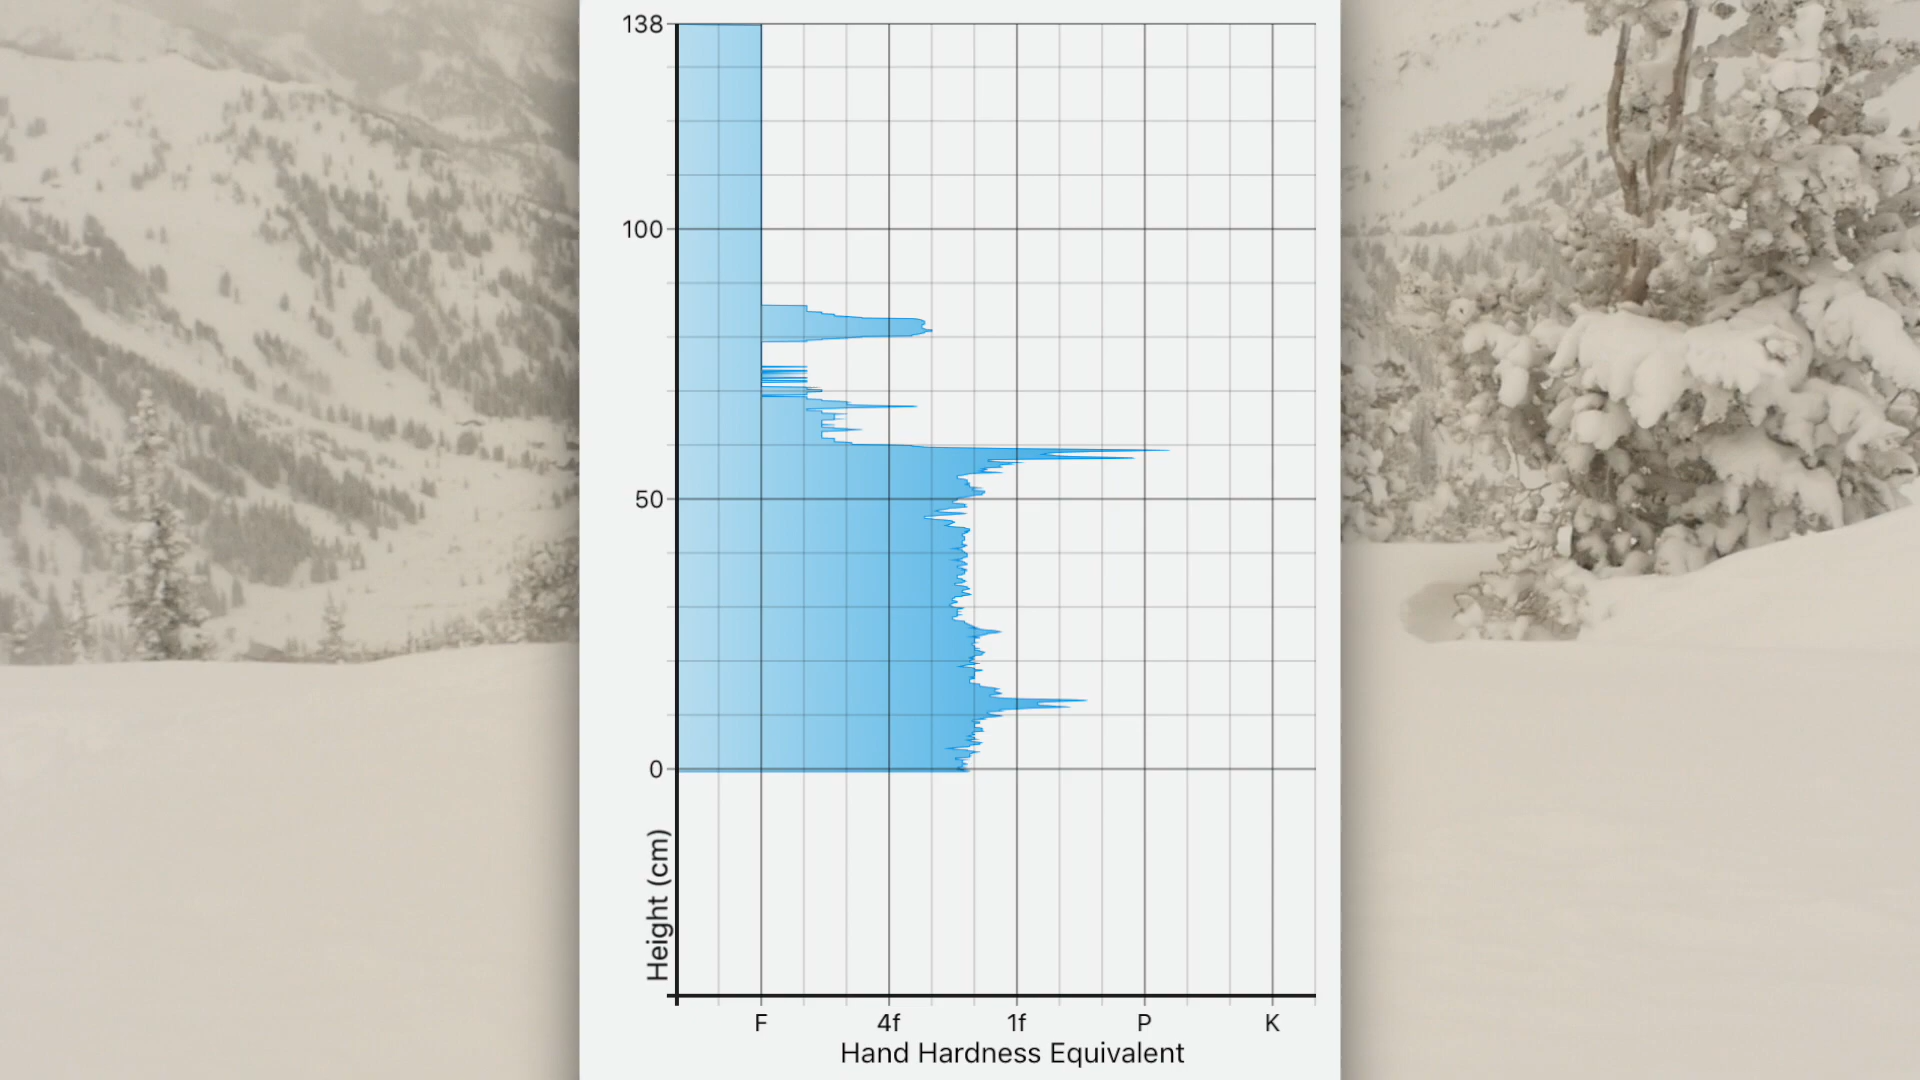 138
100
50
0
Height (cm)
F 4f 1f P K
Hand Hardness Equivalent